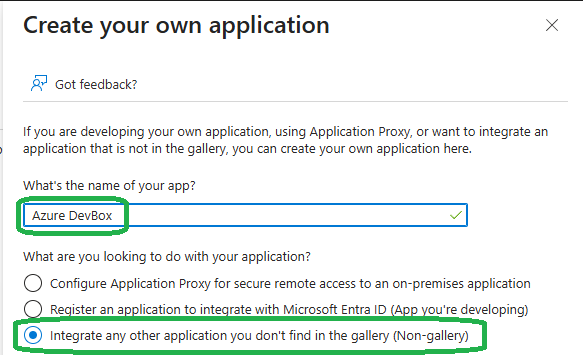 Create your own application
Got feedback?
If you are developing your own application, using Application Proxy, or want to integrate an
application that is not in the gallery, you can create your own application here.
What's the name of your app?
Azure DevBox
What are you looking to do with your application?
Configure Application Proxy for secure remote access to an on-premises application
Register an application to integrate with Microsoft Entra ID (App you're developing)
Integrate any other application you don't find in the gallery (Non-gallery)